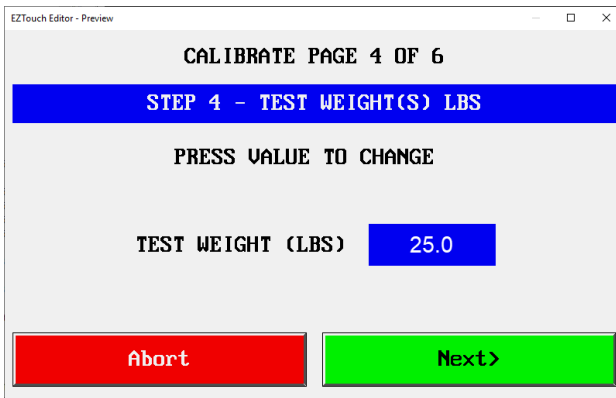 EZTouch Editor - Preview
CALIBRATE PAGE 4 OF 6
STEP 4 - TEST WEIGHT(S) LBS
PRESS VALUE TO CHANGE
TEST WEIGHT (LBS) 25.0
Abort Next>